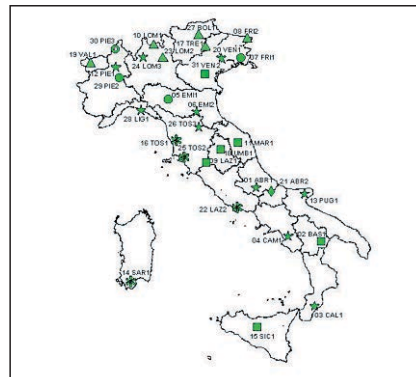 27 BOL1
08 FRI2
10 LOM1
30 PIE3
17 TRE1
20 VEN1
23 LOM2
19 VAL1
07 FRI1
24 LOM3
12 PIE1
31 VEN2
29 PIE2
05 EMI1
06 EMI2
28 LIG1
26 TOS3
11 MAR1
16 TOS1
25 TOS2
18 UMB1
09 LAZ1
01 ABR1
21 ABR2
13 PUG1
22 LAZ2
02 BAS1
04 CAM1
14 SAR1
03 CAL1
15 SIC1